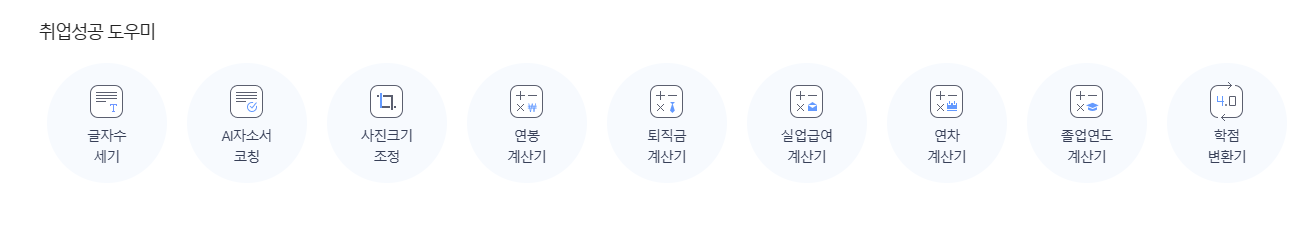 취업성공 도우미
글자수
세기
AI자소서
코칭
사진크기
조정
연봉
계산기
퇴직금
계산기
실업급여
계산기
연차
계산기
졸업연도
계산기
4.0
학점
변환기